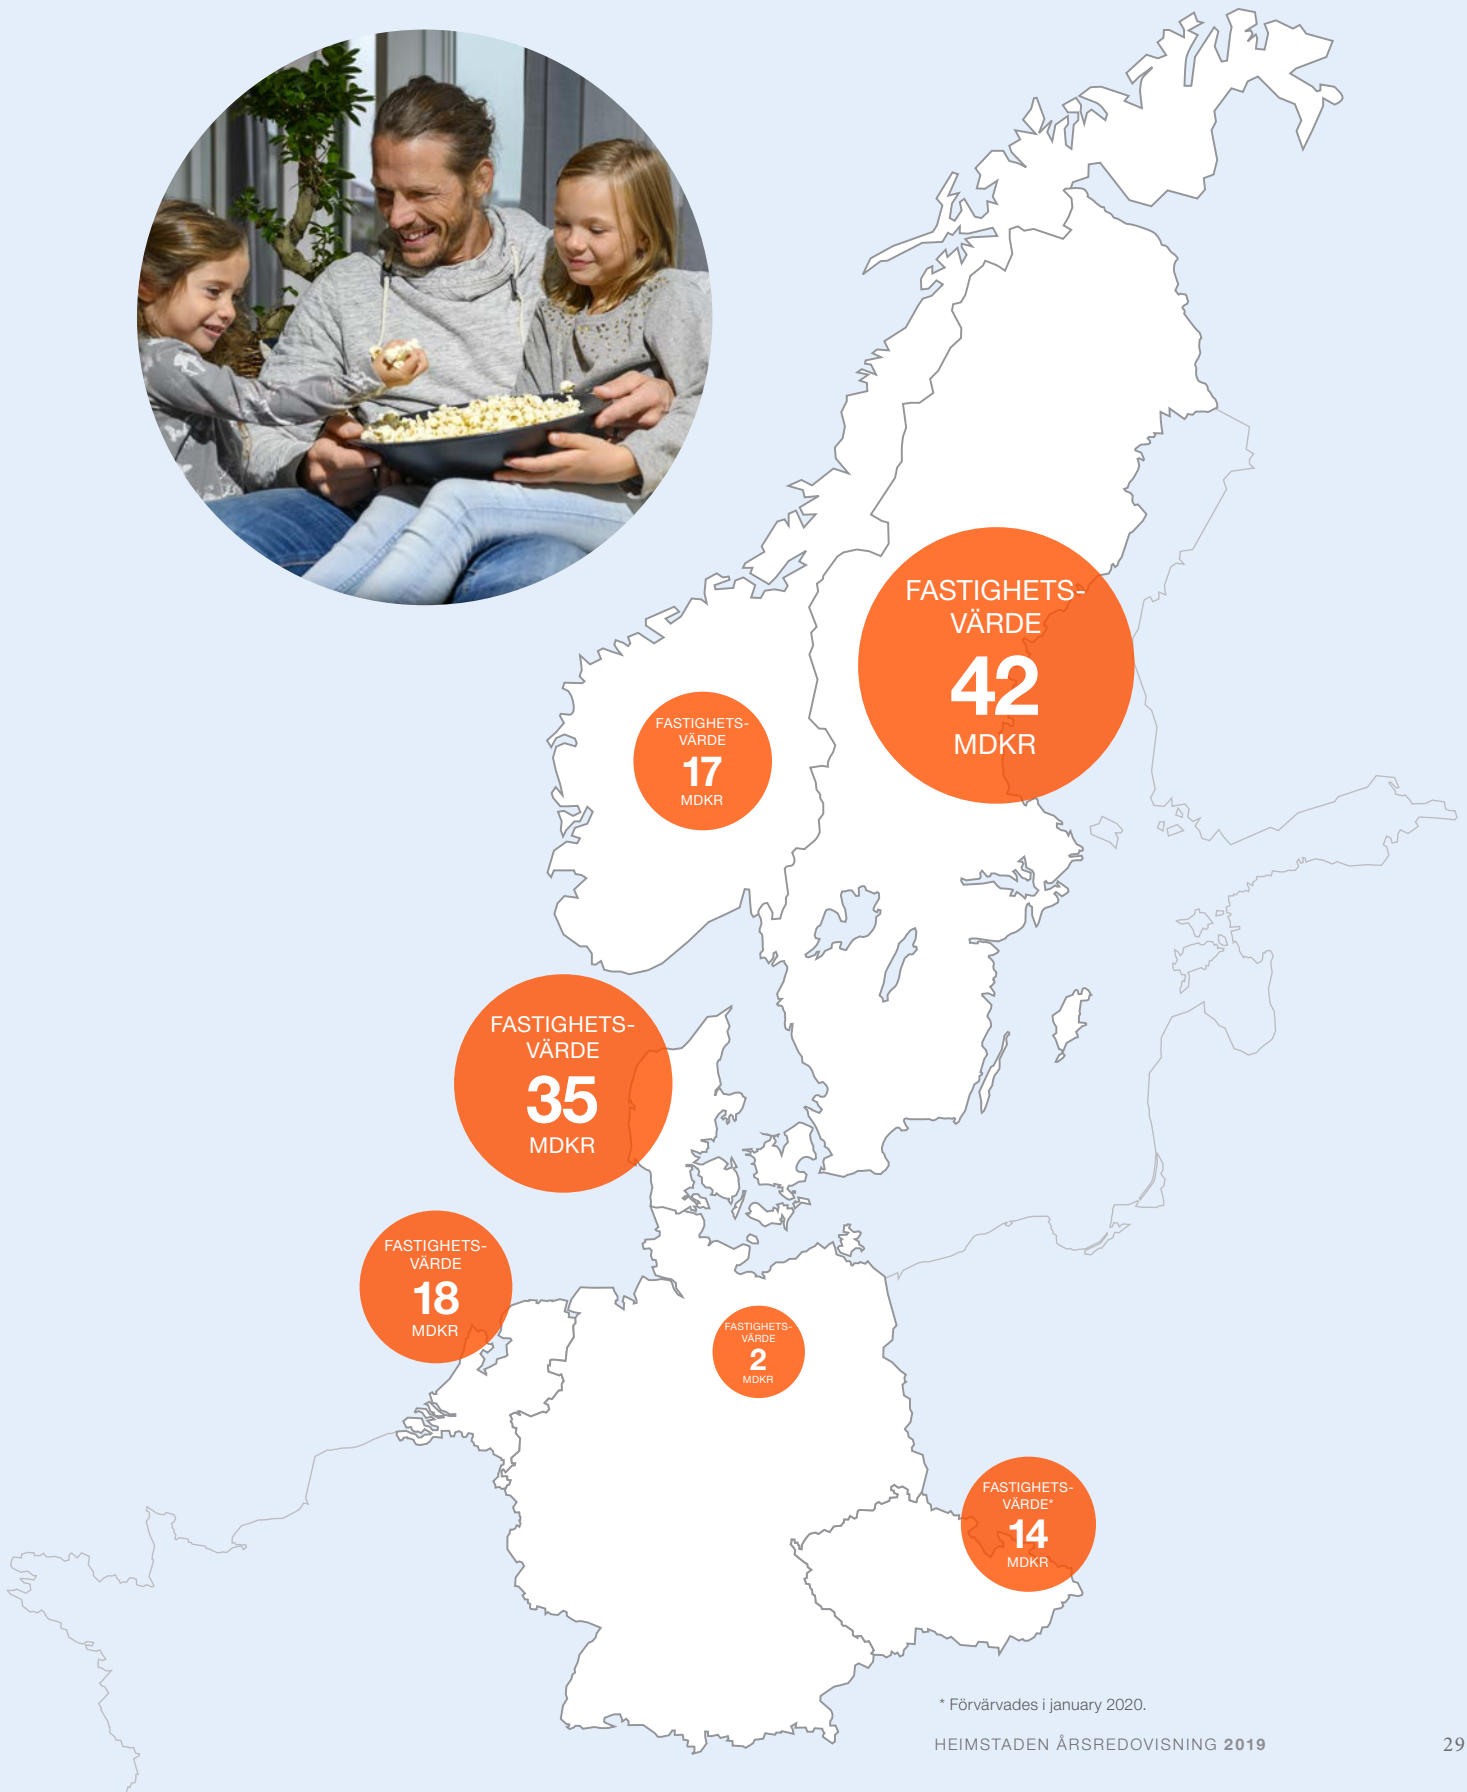 FASTIGHETS-
VÄRDE
42
MDKR
FASTIGHETS-
VÄRDE
17
MDKR
FASTIGHETS-
VÄRDE
35
MDKR
FASTIGHETS-
VÄRDE
18
MDKR
FASTIGHETS-
VÄRDE
2
MDKR
FASTIGHETS-
VÄRDE*
14
MDKR
* Förvärvades i january 2020.
HEIMSTADEN ÅRSREDOVISNING 2019 29